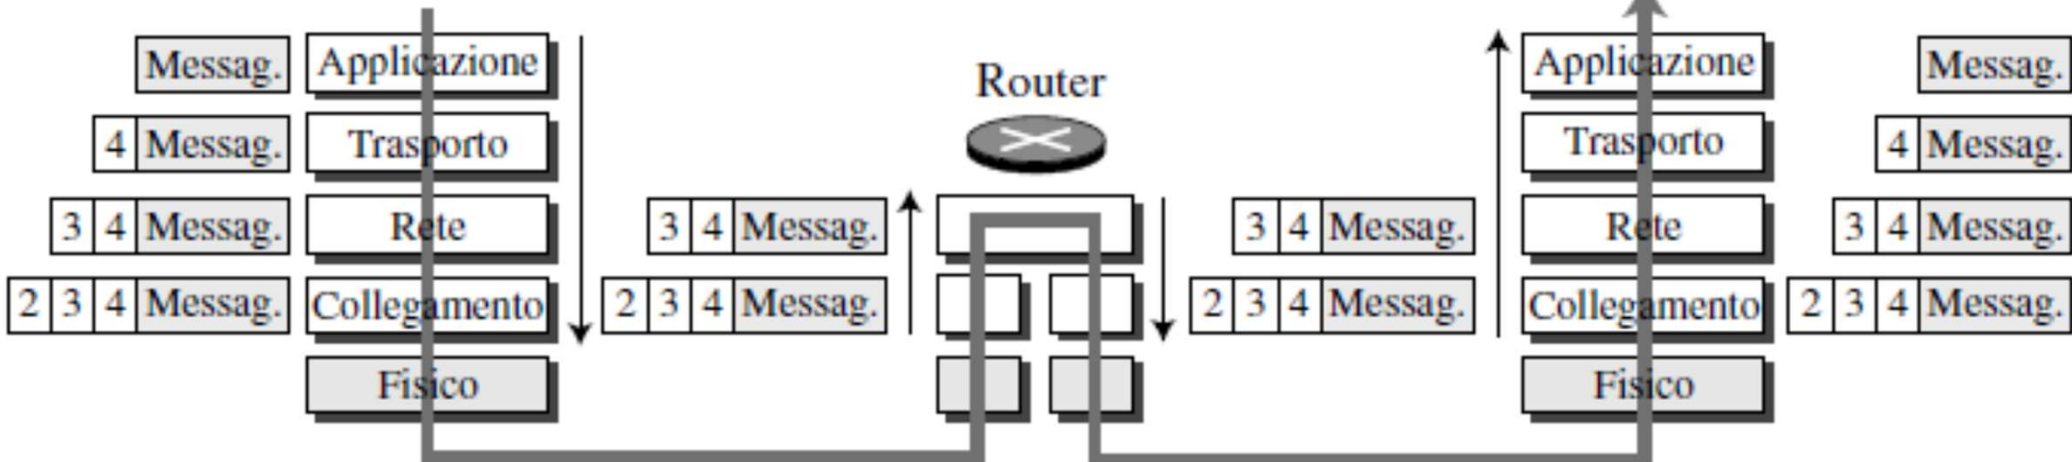 Messag. Applicazione
4 Messag. Trasporto
3 4 Messag. Rete
2 3 4 Messag. Collegamento
Fisico
Router
3 4 Messag.
2 3 4 Messag.
3 4 Messag.
2 3 4 Messag.
Applicazione Messag.
Trasporto 4 Messag.
Rete 3 4 Messag.
Collegamento 2 3 4 Messag.
Fisico